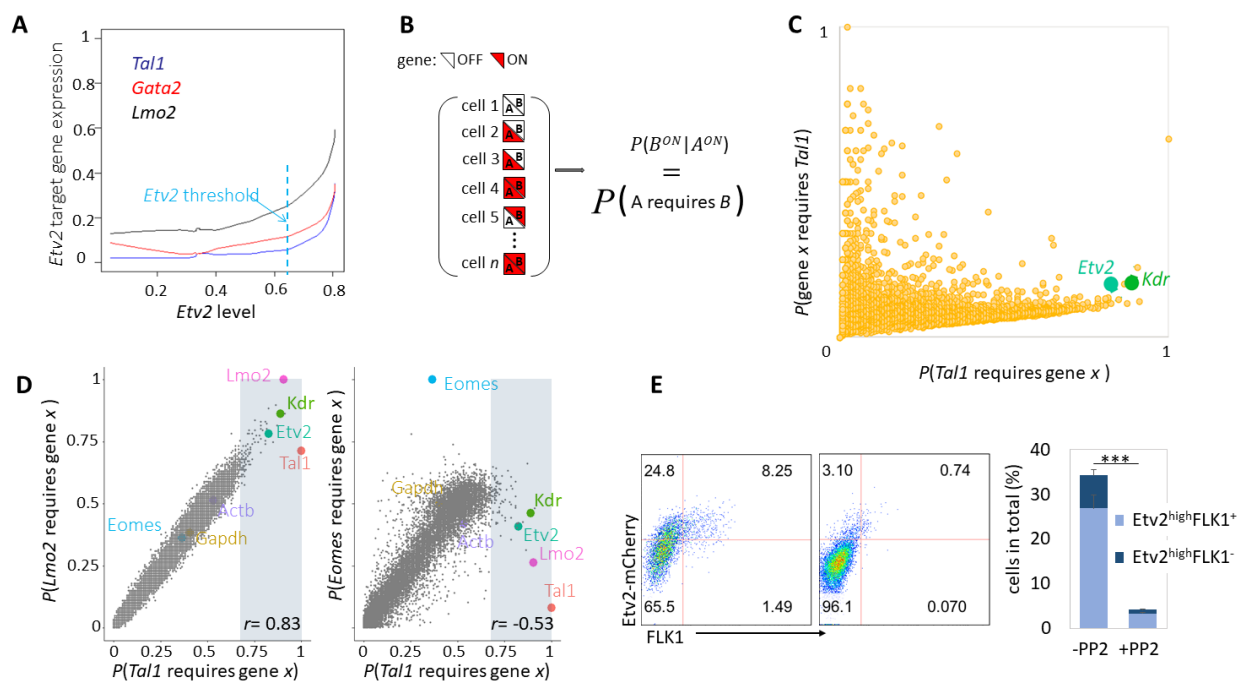 A
1
0.8
0.6
0.4
0.2
0
Tal1
Gata2
Lmo2
Etv2 threshold
0.2
0.4
0.6
0.8
Etv2 level
Etv2 target gene expression
B
gene: OFF ON
cell 1 A B
cell 2 A B
cell 3 A B
cell 4 A B
cell 5 A B
⋮
cell n A B
P(B^ON | A^ON)
=
P( A requires B )
C
1
P(gene x requires Tal1)
Etv2
Kdr
0
1
P(Tal1 requires gene x )
D
P(Lmo2 requires gene x )
1
0.75
0.5
0.25
0
Lmo2
Kdr
Etv2
Tal1
Actb
Eomes
Gapdh
r= 0.83
0
0.25
0.5
0.75
1
P(Tal1 requires gene x)
P(Eomes requires gene x )
1
0.75
0.5
0.25
0
Eomes
Gapdh
Kdr
Actb
Etv2
Lmo2
Tal1
r= -0.53
0
0.25
0.5
0.75
1
P(Tal1 requires gene x)
E
Etv2-mCherry
24.8
8.25
65.5
1.49
3.10
0.74
96.1
0.070
FLK1
cells in total (%)
40
30
20
10
0
***
-PP2
+PP2
Etv2^highFLK1^+
Etv2^highFLK1^-